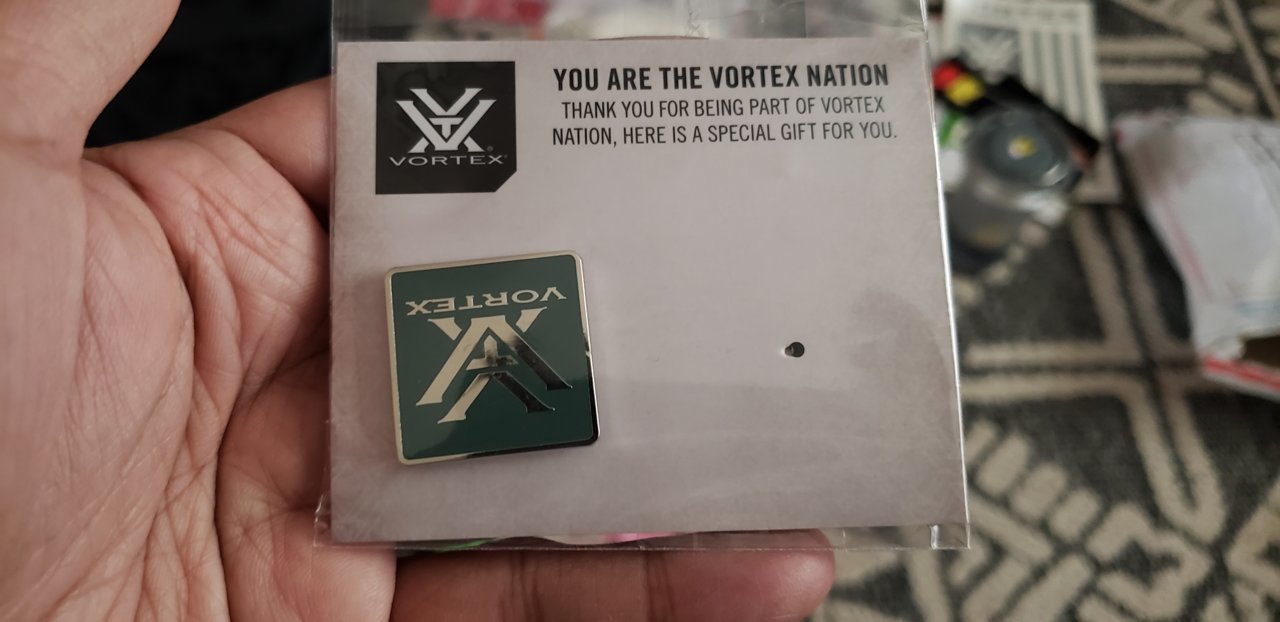 VORTEX
YOU ARE THE VORTEX NATION
THANK YOU FOR BEING PART OF VORTEX
NATION, HERE IS A SPECIAL GIFT FOR YOU.
VORTEX